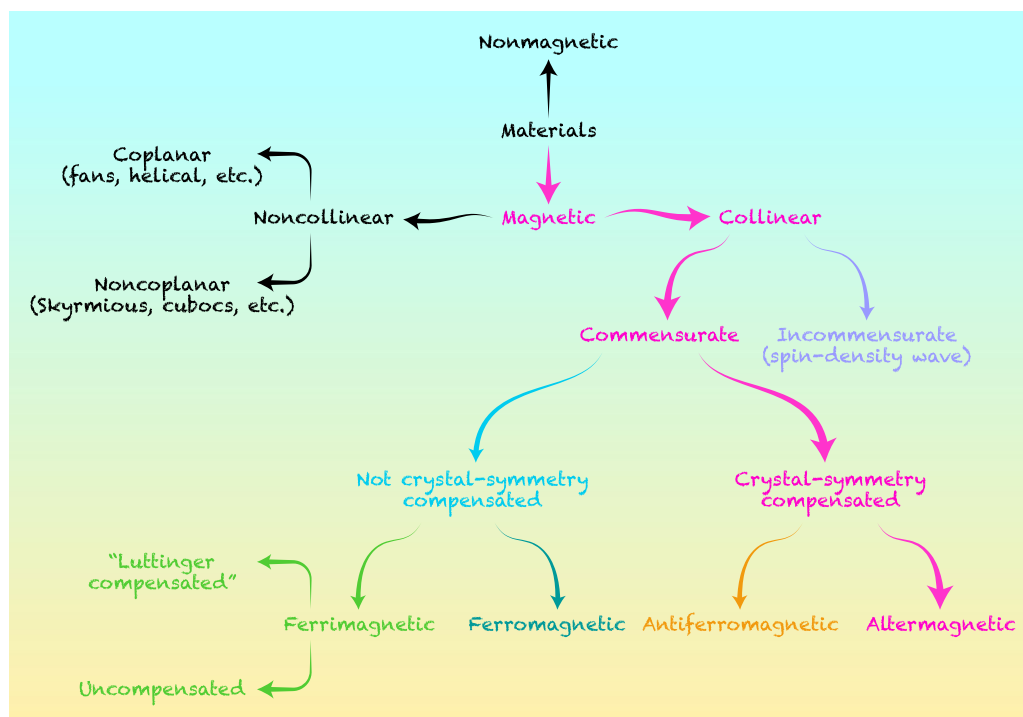 Nonmagnetic
Materials
Coplanar
(fans, helical, etc.)
Noncollinear
Magnetic
Collinear
Noncoplanar
(Skyrmious, cubocs, etc.)
Commensurate
Incommensurate
(spin-density wave)
Not crystal-symmetry
compensated
Crystal-symmetry
compensated
“Luttinger
compensated”
Ferrimagnetic
Ferromagnetic
Antiferromagnetic
Altermagnetic
Uncompensated